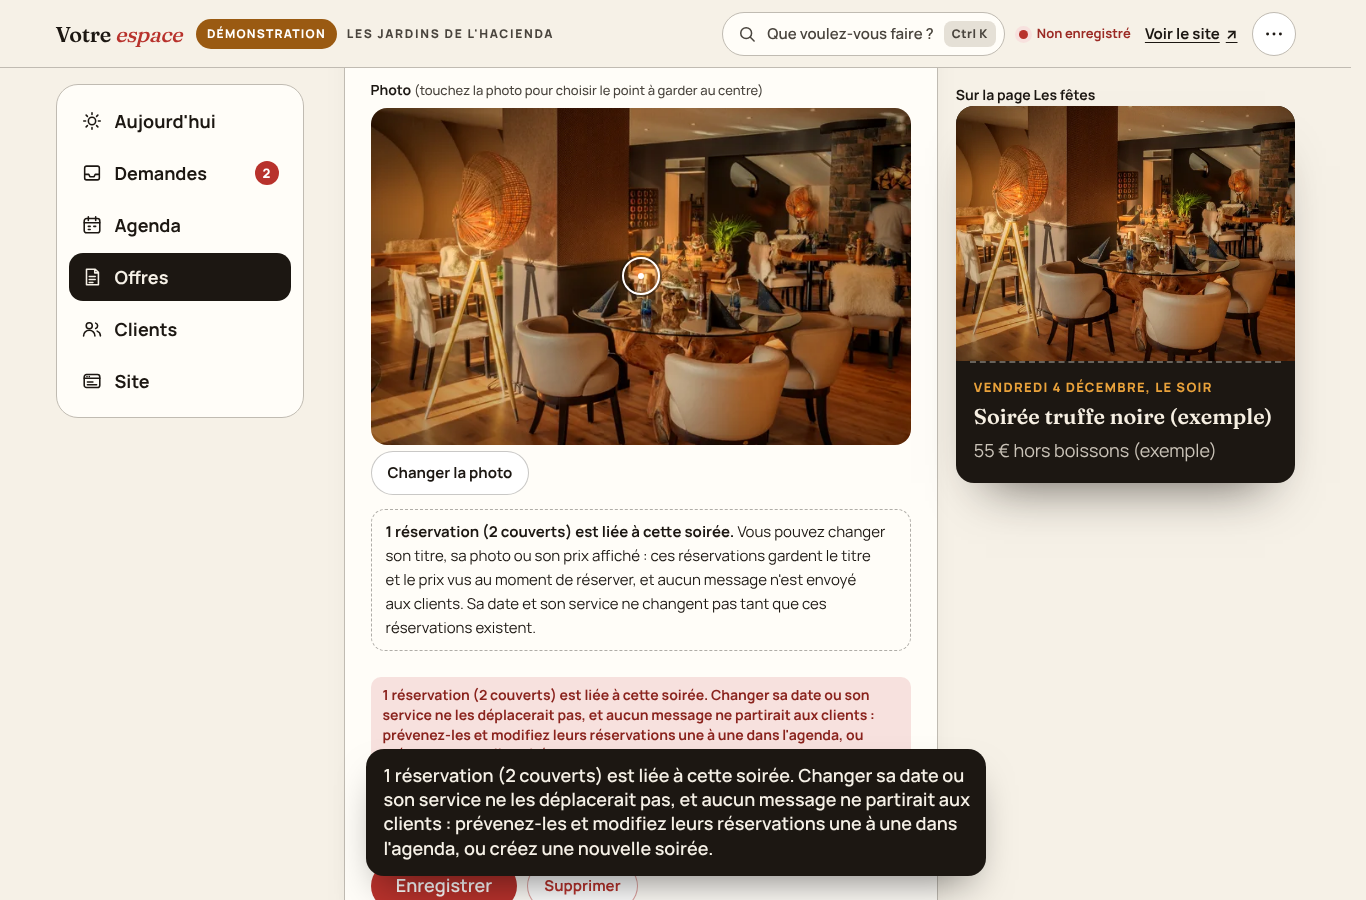 Votre espace DÉMONSTRATION LES JARDINS DE L'HACIENDA
Que voulez-vous faire ? Ctrl K Non enregistré Voir le site
Aujourd'hui
Demandes 2
Agenda
Offres
Clients
Site
Photo (touchez la photo pour choisir le point à garder au centre)
Changer la photo
1 réservation (2 couverts) est liée à cette soirée. Vous pouvez changer
son titre, sa photo ou son prix affiché : ces réservations gardent le titre
et le prix vus au moment de réserver, et aucun message n'est envoyé
aux clients. Sa date et son service ne changent pas tant que ces
réservations existent.
1 réservation (2 couverts) est liée à cette soirée. Changer sa date ou son
service ne les déplacerait pas, et aucun message ne partirait aux clients :
prévenez-les et modifiez leurs réservations une à une dans l'agenda, ou
1 réservation (2 couverts) est liée à cette soirée. Changer sa date ou
son service ne les déplacerait pas, et aucun message ne partirait aux
clients : prévenez-les et modifiez leurs réservations une à une dans
l'agenda, ou créez une nouvelle soirée.
Enregistrer Supprimer
Sur la page Les fêtes
VENDREDI 4 DÉCEMBRE, LE SOIR
Soirée truffe noire (exemple)
55 € hors boissons (exemple)